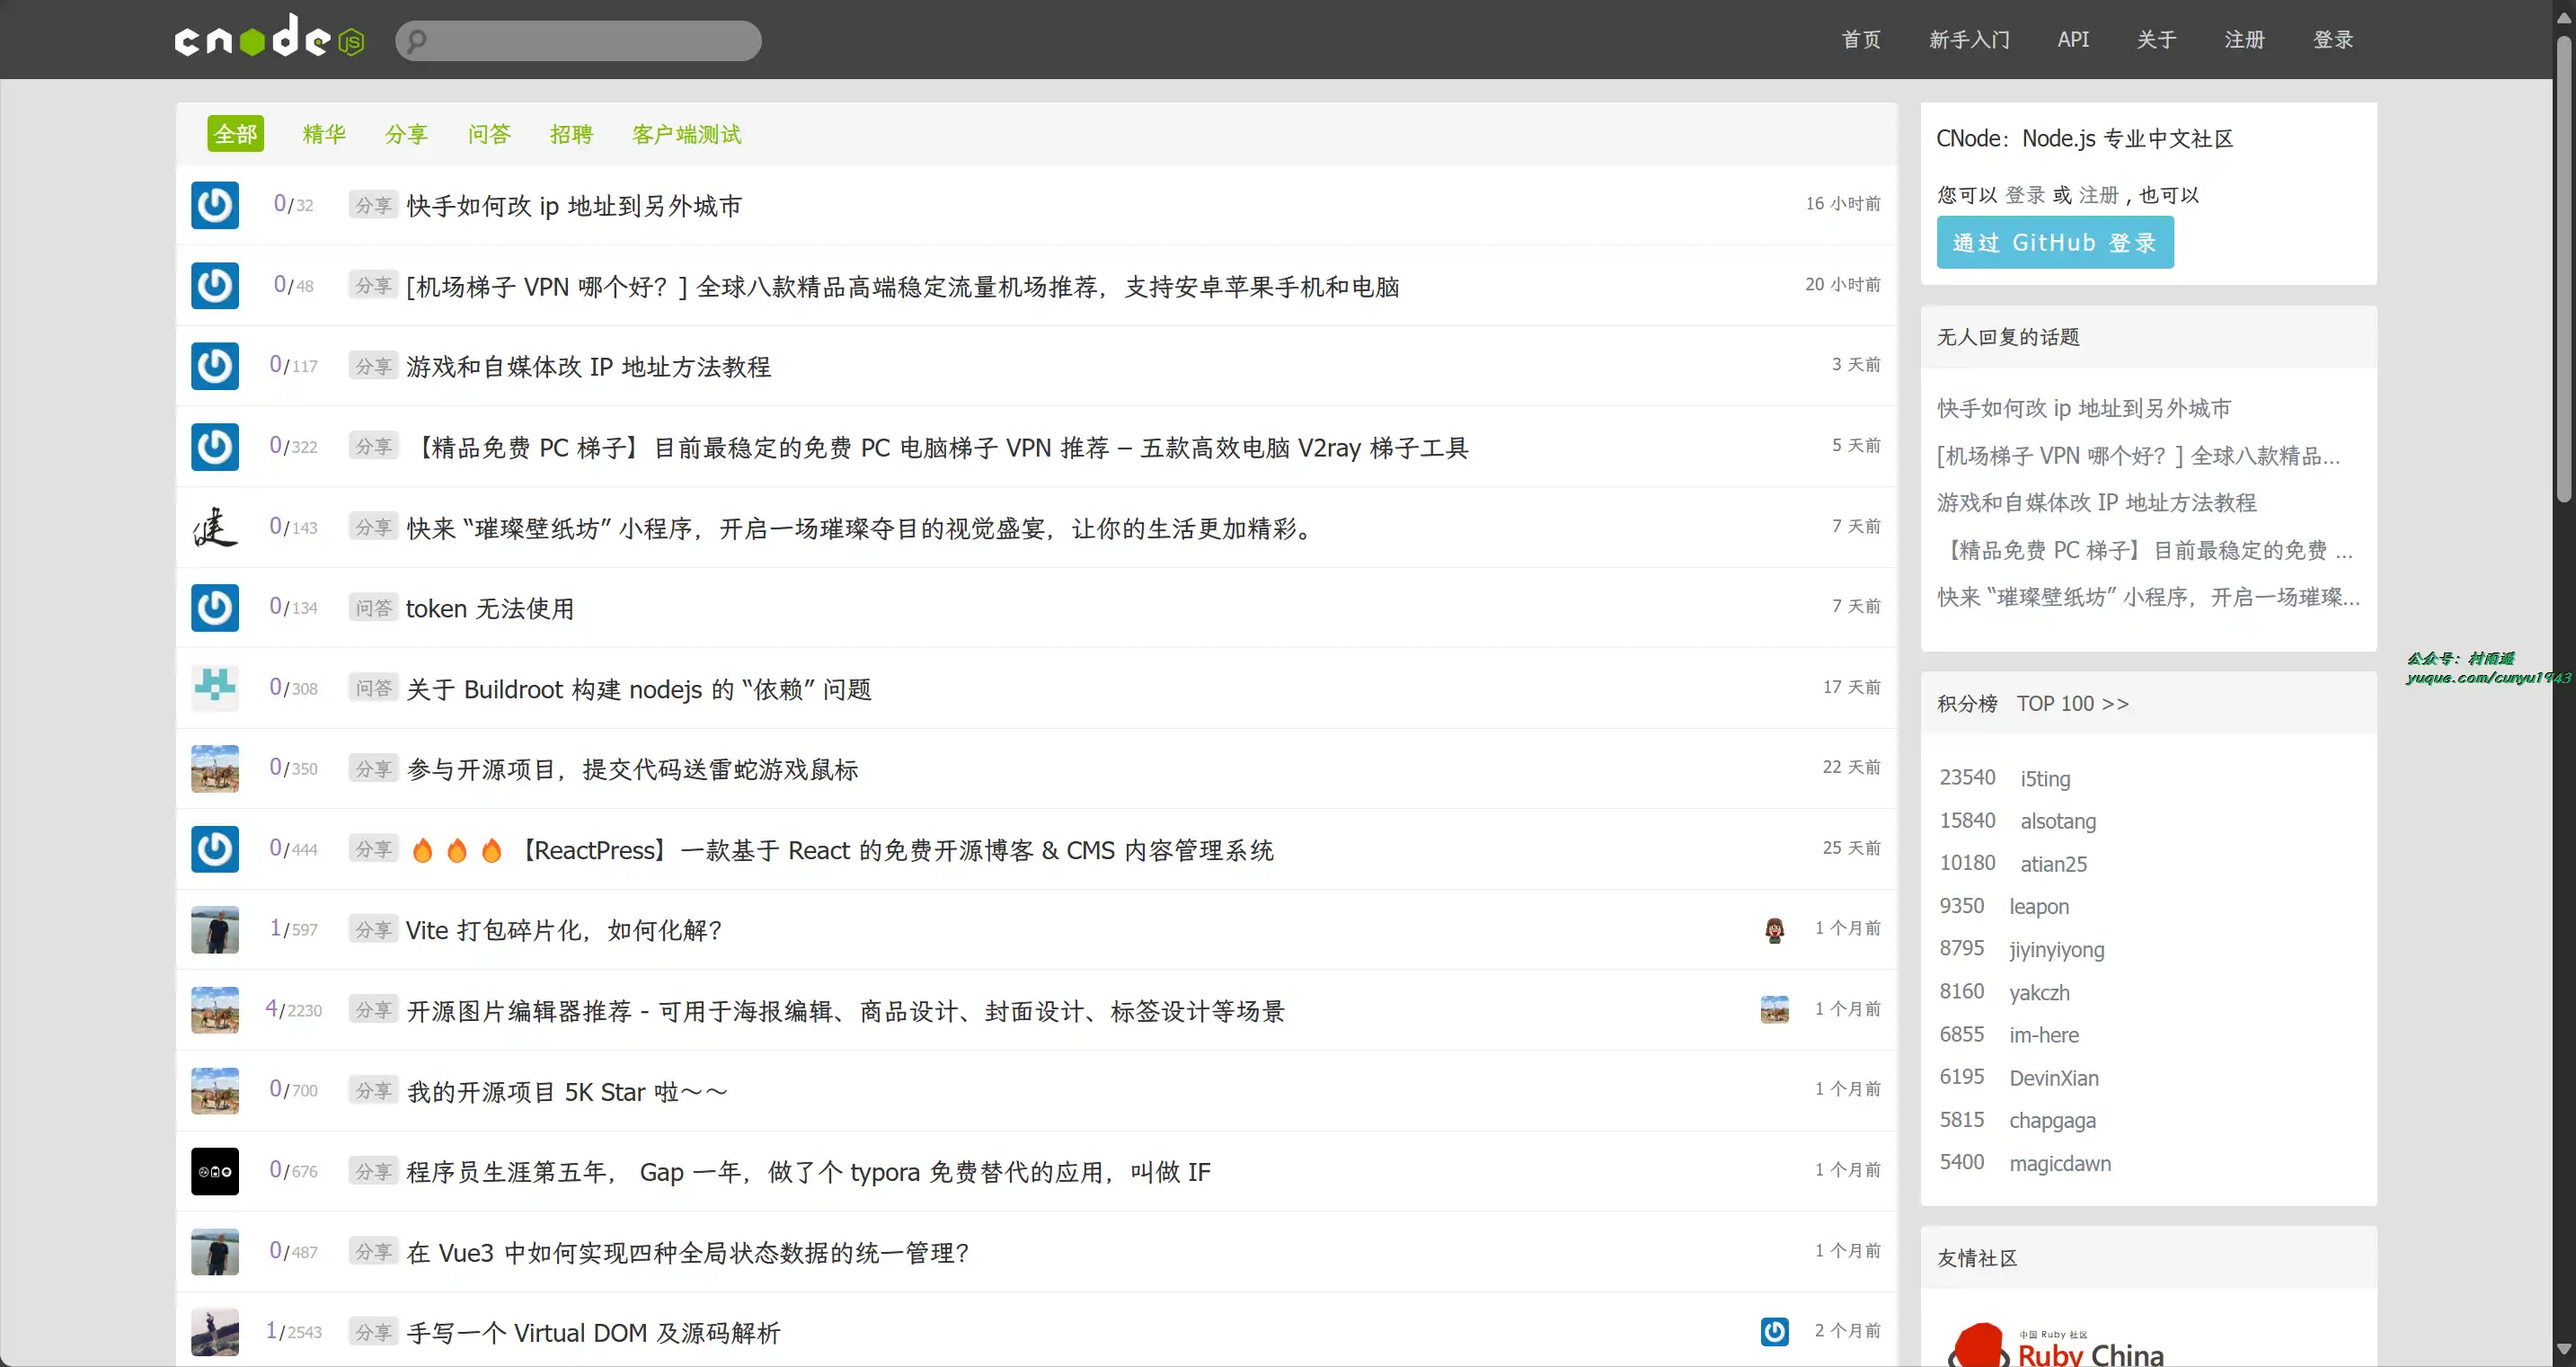 cnode JS
首页 新手入门 API 关于 注册 登录
全部 精华 分享 问答 招聘 客户端测试
0/32 分享 快手如何改 ip 地址到另外城市 16 小时前
0/48 分享 [机场梯子 VPN 哪个好？] 全球八款精品高端稳定流量机场推荐，支持安卓苹果手机和电脑 20 小时前
0/117 分享 游戏和自媒体改 IP 地址方法教程 3 天前
0/322 分享 【精品免费 PC 梯子】目前最稳定的免费 PC 电脑梯子 VPN 推荐 – 五款高效电脑 V2ray 梯子工具 5 天前
0/143 分享 快来 “璀璨壁纸坊” 小程序，开启一场璀璨夺目的视觉盛宴，让你的生活更加精彩。 7 天前
0/134 问答 token 无法使用 7 天前
0/308 问答 关于 Buildroot 构建 nodejs 的 “依赖” 问题 17 天前
0/350 分享 参与开源项目，提交代码送雷蛇游戏鼠标 22 天前
0/444 分享 🔥 🔥 🔥 【ReactPress】一款基于 React 的免费开源博客 & CMS 内容管理系统 25 天前
1/597 分享 Vite 打包碎片化，如何化解？ 1 个月前
4/2230 分享 开源图片编辑器推荐 - 可用于海报编辑、商品设计、封面设计、标签设计等场景 1 个月前
0/700 分享 我的开源项目 5K Star 啦～～ 1 个月前
0/676 分享 程序员生涯第五年， Gap 一年，做了个 typora 免费替代的应用，叫做 IF 1 个月前
0/487 分享 在 Vue3 中如何实现四种全局状态数据的统一管理？ 1 个月前
1/2543 分享 手写一个 Virtual DOM 及源码解析 2 个月前
健
CNode：Node.js 专业中文社区
您可以 登录 或 注册 , 也可以
通过 GitHub 登录
无人回复的话题
快手如何改 ip 地址到另外城市
[机场梯子 VPN 哪个好？] 全球八款精品...
游戏和自媒体改 IP 地址方法教程
【精品免费 PC 梯子】目前最稳定的免费 ...
快来 “璀璨壁纸坊” 小程序，开启一场璀璨...
积分榜 TOP 100 >>
23540 i5ting
15840 alsotang
10180 atian25
9350 leapon
8795 jiyinyiyong
8160 yakczh
6855 im-here
6195 DevinXian
5815 chapgaga
5400 magicdawn
友情社区
中国 Ruby 社区
Ruby China
公众号：村雨遥
yuque.com/cunyu1943